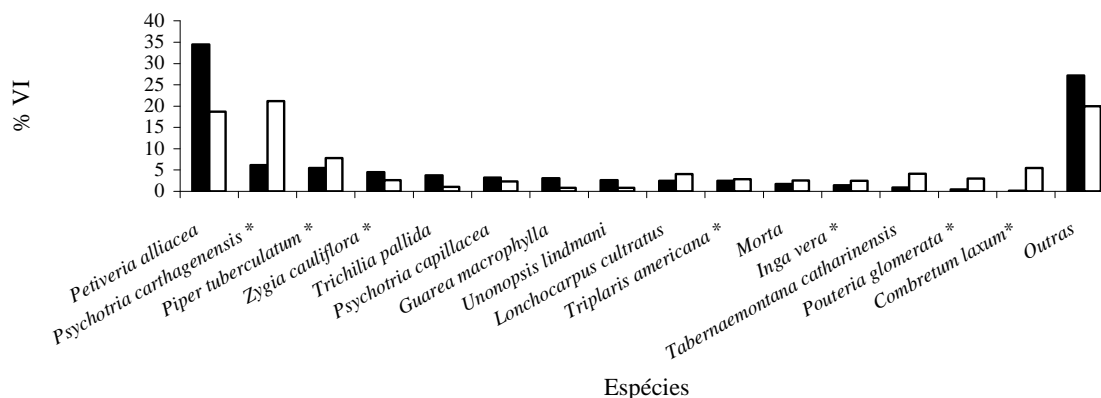 40
35
30
25
20
15
10
5
0
% VI
Petiveria alliacea
Psychotria carthagenensis *
Piper tuberculatum *
Zygia cauliflora *
Trichilia pallida
Psychotria capillacea
Guarea macrophylla
Unonopsis lindmani
Lonchocarpus cultratus
Triplaris americana *
Morta
Inga vera *
Tabernaemontana catharinensis
Pouteria glomerata *
Combretum laxum*
Outras
Espécies